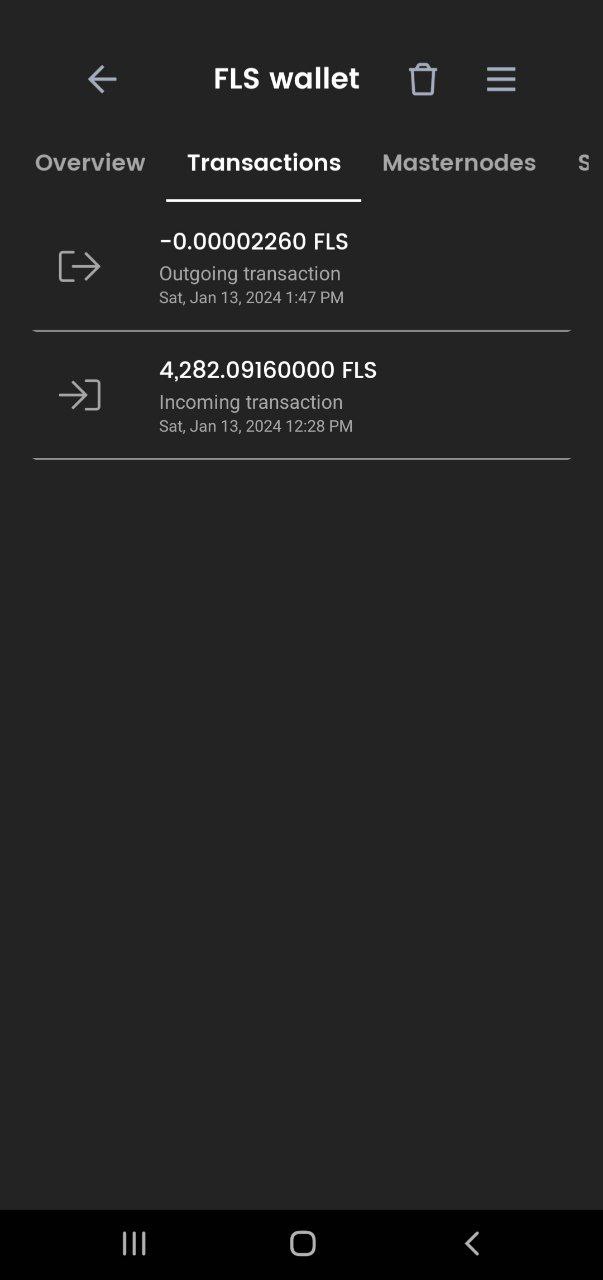 FLS wallet
Overview Transactions Masternodes S
-0.00002260 FLS
Outgoing transaction
Sat, Jan 13, 2024 1:47 PM
4,282.09160000 FLS
Incoming transaction
Sat, Jan 13, 2024 12:28 PM